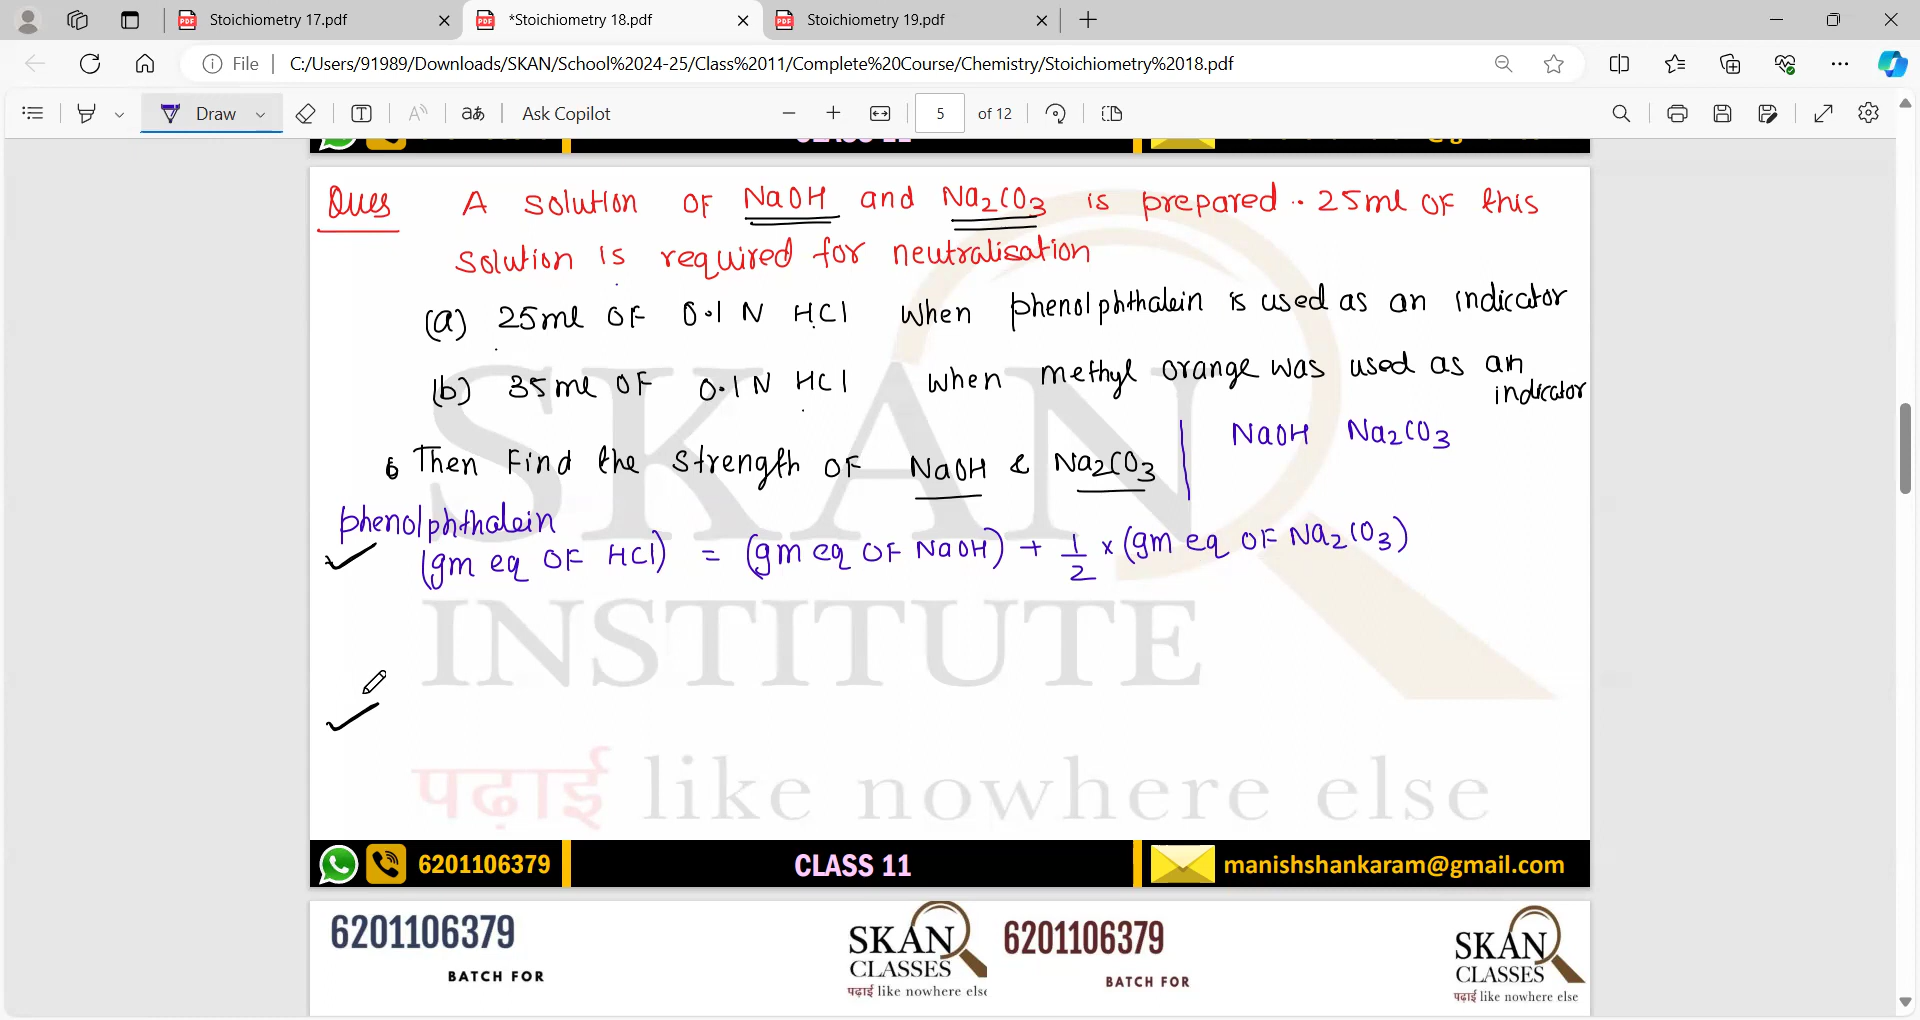 Stoichiometry 17.pdf
*Stoichiometry 18.pdf
Stoichiometry 19.pdf
File
C:/Users/91989/Downloads/SKAN/School%2024-25/Class%2011/Complete%20Course/Chemistry/Stoichiometry%2018.pdf
Draw
Ask Copilot
5 of 12
CLASS 11
Ques A solution OF NaOH and Na2CO3 is prepared.. 25ml OF this
solution is required for neutralisation
(a) 25ml OF 0.1 N HCl when phenolphthalein is used as an indicator
(b) 35ml OF 0.1N HCl when methyl orange was used as an
indicator
Then Find the strength OF NaOH & Na2CO3
NaOH Na2CO3
phenolphthalein
(gm eq OF HCl) = (gm eq OF NaOH) + 1/2 × (gm eq OF Na2CO3)
SKAN
INSTITUTE
पढ़ाई like nowhere else
6201106379
CLASS 11
manishshankaram@gmail.com
6201106379
BATCH FOR
SKAN
CLASSES
पढ़ाई like nowhere else
6201106379
BATCH FOR
SKAN
CLASSES
पढ़ाई like nowhere else